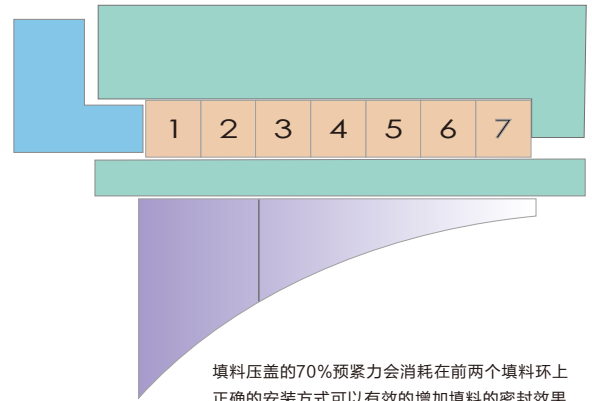 1 2 3 4 5 6 7
填料压盖的70%预紧力会消耗在前两个填料环上
正确的安装方式可以有效的增加填料的密封效果